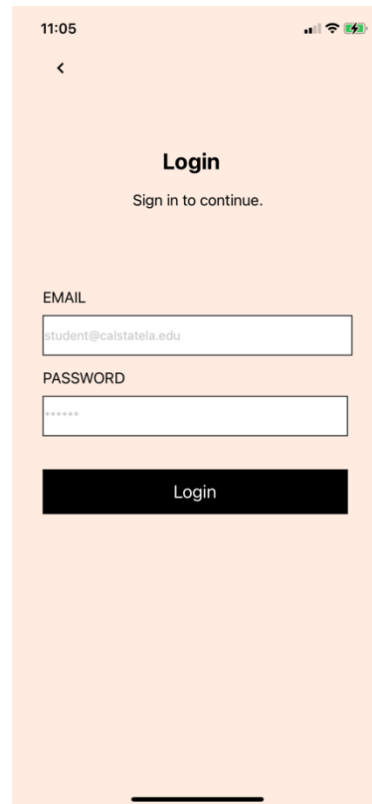 11:05
Login
Sign in to continue.
EMAIL
student@calstatela.edu
PASSWORD
******
Login